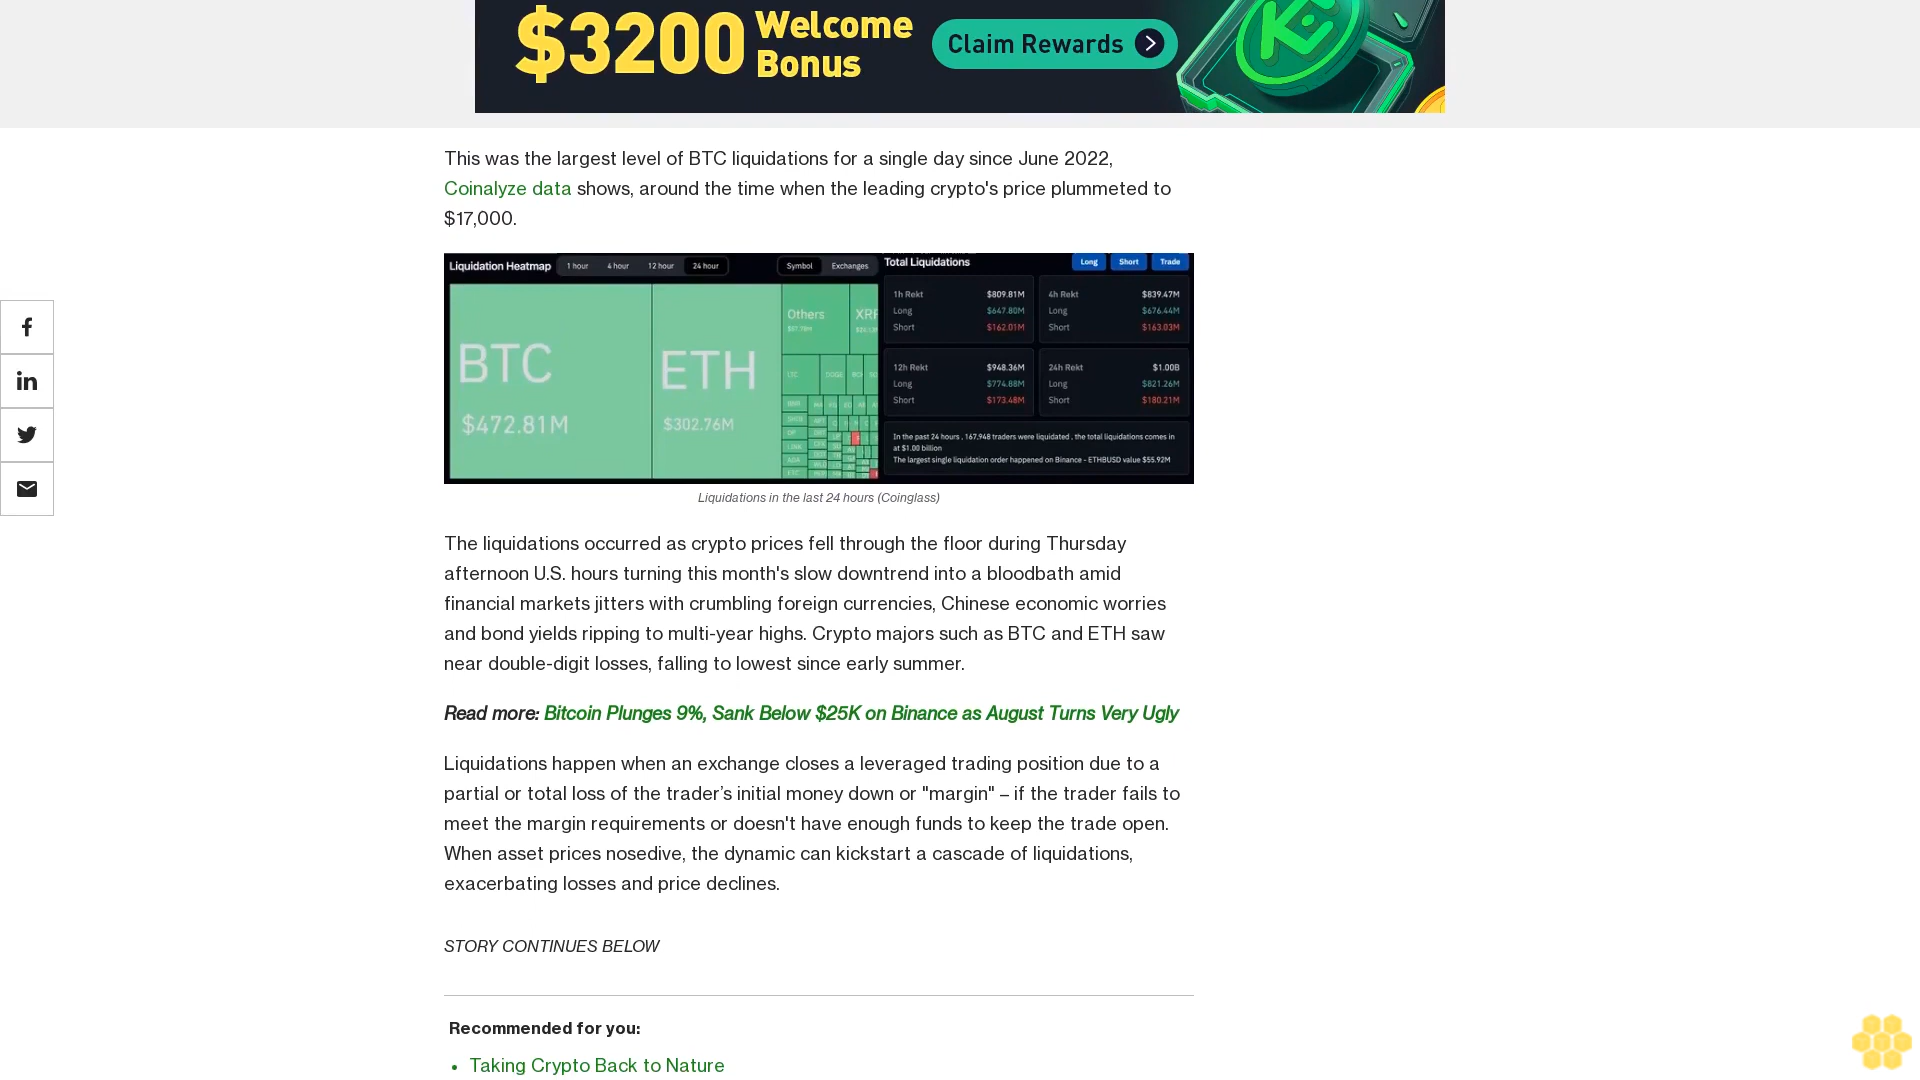 $3200 Welcome
Bonus
Claim Rewards
This was the largest level of BTC liquidations for a single day since June 2022,
Coinalyze data shows, around the time when the leading crypto's price plummeted to
$17,000.
Liquidation Heatmap 1 hour 4 hour 12 hour 24 hour Symbol Exchanges
BTC
$472.81M
ETH
$302.76M
Others
XRP
LTC DOGE BCH
Total Liquidations Long Short Trade
1h Rekt $809.81M
Long $647.80M
Short $162.01M
4h Rekt $839.47M
Long $676.44M
Short $163.03M
12h Rekt $948.36M
Long $774.88M
Short $173.48M
24h Rekt $1.00B
Long $821.26M
Short $180.21M
In the past 24 hours , 167,948 traders were liquidated , the total liquidations comes in
at $1.00 billion
The largest single liquidation order happened on Binance - ETHBUSD value $55.92M
Liquidations in the last 24 hours (Coinglass)
The liquidations occurred as crypto prices fell through the floor during Thursday
afternoon U.S. hours turning this month's slow downtrend into a bloodbath amid
financial markets jitters with crumbling foreign currencies, Chinese economic worries
and bond yields ripping to multi-year highs. Crypto majors such as BTC and ETH saw
near double-digit losses, falling to lowest since early summer.
Read more: Bitcoin Plunges 9%, Sank Below $25K on Binance as August Turns Very Ugly
Liquidations happen when an exchange closes a leveraged trading position due to a
partial or total loss of the trader’s initial money down or "margin" – if the trader fails to
meet the margin requirements or doesn't have enough funds to keep the trade open.
When asset prices nosedive, the dynamic can kickstart a cascade of liquidations,
exacerbating losses and price declines.
STORY CONTINUES BELOW
Recommended for you:
• Taking Crypto Back to Nature